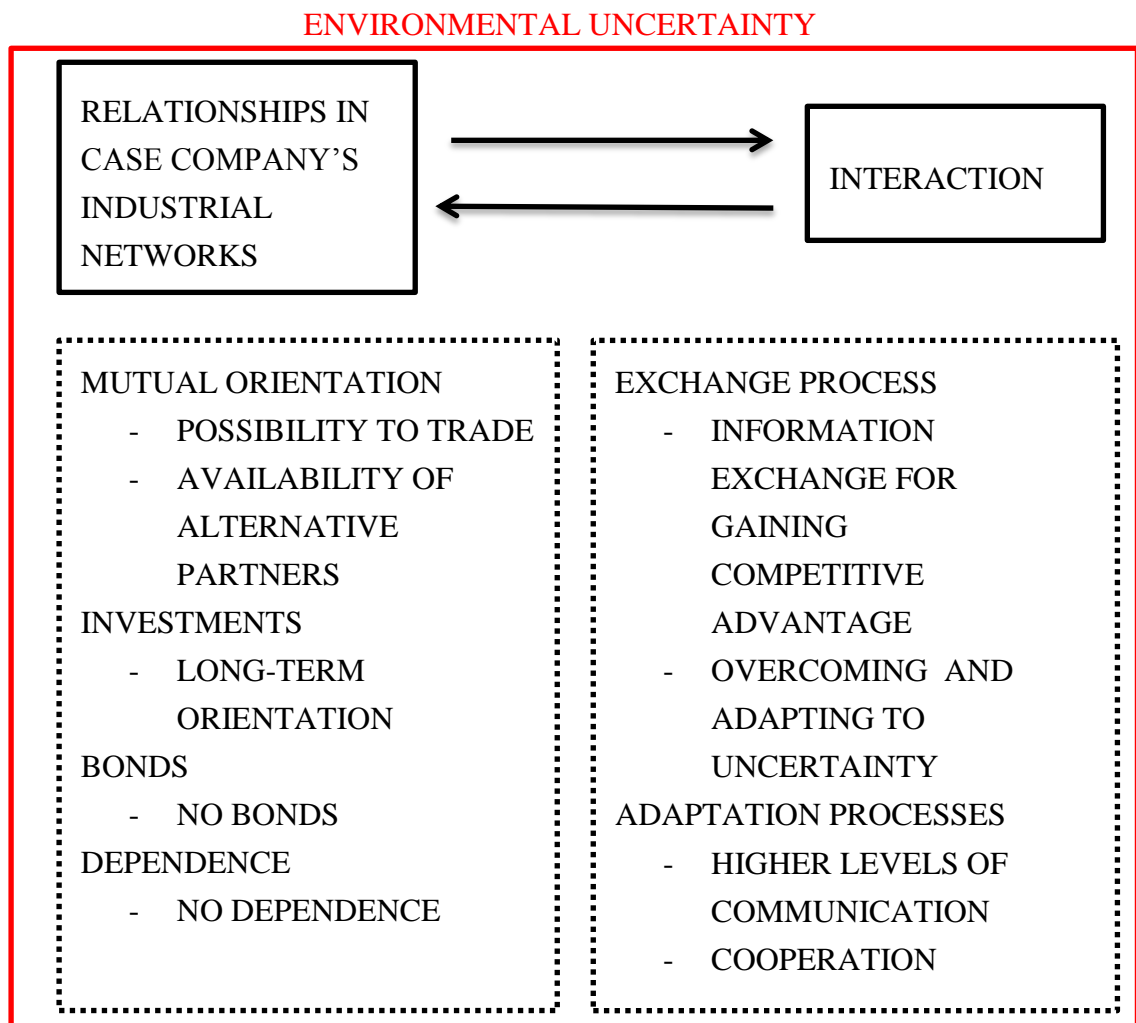 ENVIRONMENTAL UNCERTAINTY
RELATIONSHIPS IN
CASE COMPANY’S
INDUSTRIAL
NETWORKS
INTERACTION
MUTUAL ORIENTATION
- POSSIBILITY TO TRADE
- AVAILABILITY OF
ALTERNATIVE
PARTNERS
INVESTMENTS
- LONG-TERM
ORIENTATION
BONDS
- NO BONDS
DEPENDENCE
- NO DEPENDENCE
EXCHANGE PROCESS
- INFORMATION
EXCHANGE FOR
GAINING
COMPETITIVE
ADVANTAGE
- OVERCOMING AND
ADAPTING TO
UNCERTAINTY
ADAPTATION PROCESSES
- HIGHER LEVELS OF
COMMUNICATION
- COOPERATION